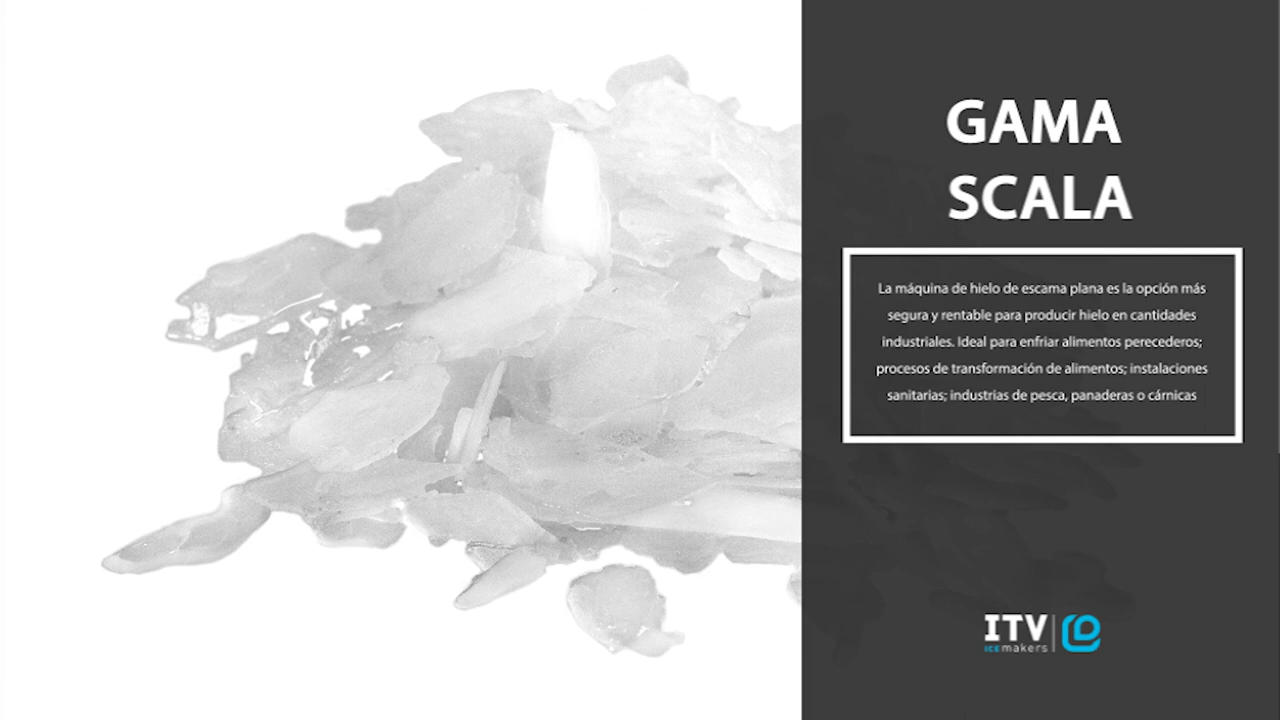 GAMA
SCALA
La máquina de hielo de escama plana es la opción más
segura y rentable para producir hielo en cantidades
industriales. Ideal para enfriar alimentos perecederos;
procesos de transformación de alimentos; instalaciones
sanitarias; industrias de pesca, panaderas o cárnicas
ITV
ICE makers